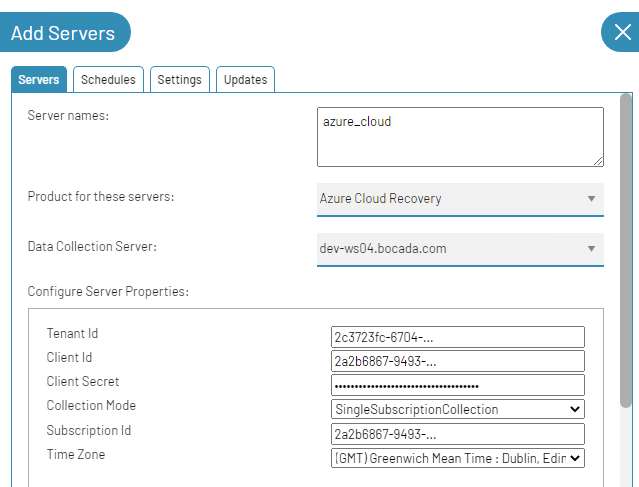 Add Servers
Servers Schedules Settings Updates
Server names: azure_cloud
Product for these servers: Azure Cloud Recovery
Data Collection Server: dev-ws04.bocada.com
Configure Server Properties:
Tenant Id 2c3723fc-6704-...
Client Id 2a2b6867-9493-...
Client Secret ••••••••••••••••••••••••••••••••••••
Collection Mode SingleSubscriptionCollection
Subscription Id 2a2b6867-9493-...
Time Zone (GMT) Greenwich Mean Time : Dublin, Edin